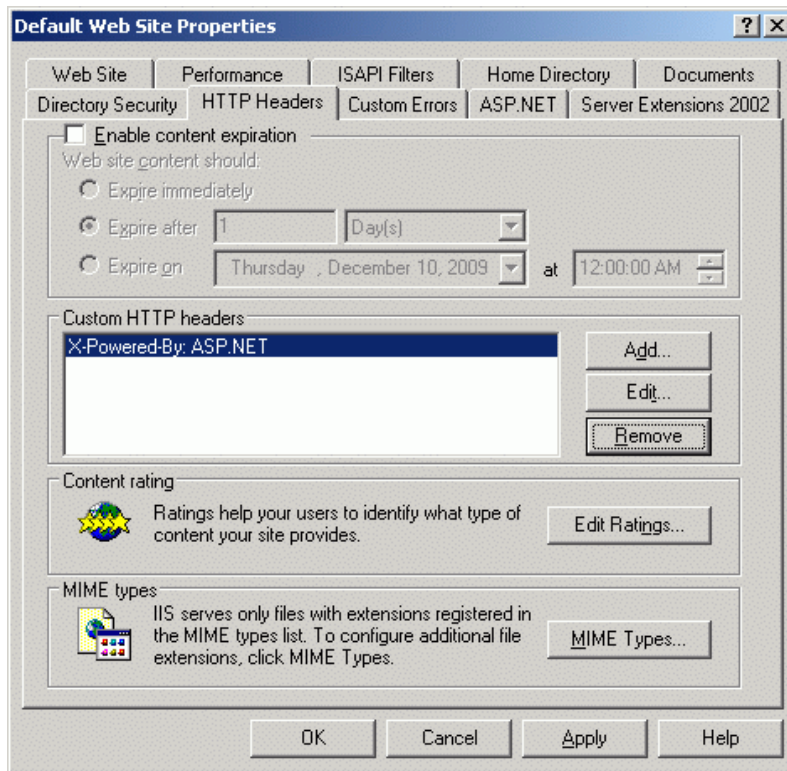 Default Web Site Properties
Web Site Performance ISAPI Filters Home Directory Documents
Directory Security HTTP Headers Custom Errors ASP.NET Server Extensions 2002
Enable content expiration
Web site content should:
Expire immediately
Expire after 1 Day(s)
Expire on Thursday , December 10, 2009 at 12:00:00 AM
Custom HTTP headers
X-Powered-By: ASP.NET
Add...
Edit...
Remove
Content rating
Ratings help your users to identify what type of
content your site provides.
Edit Ratings...
MIME types
IIS serves only files with extensions registered in
the MIME types list. To configure additional file
extensions, click MIME Types.
MIME Types...
OK Cancel Apply Help